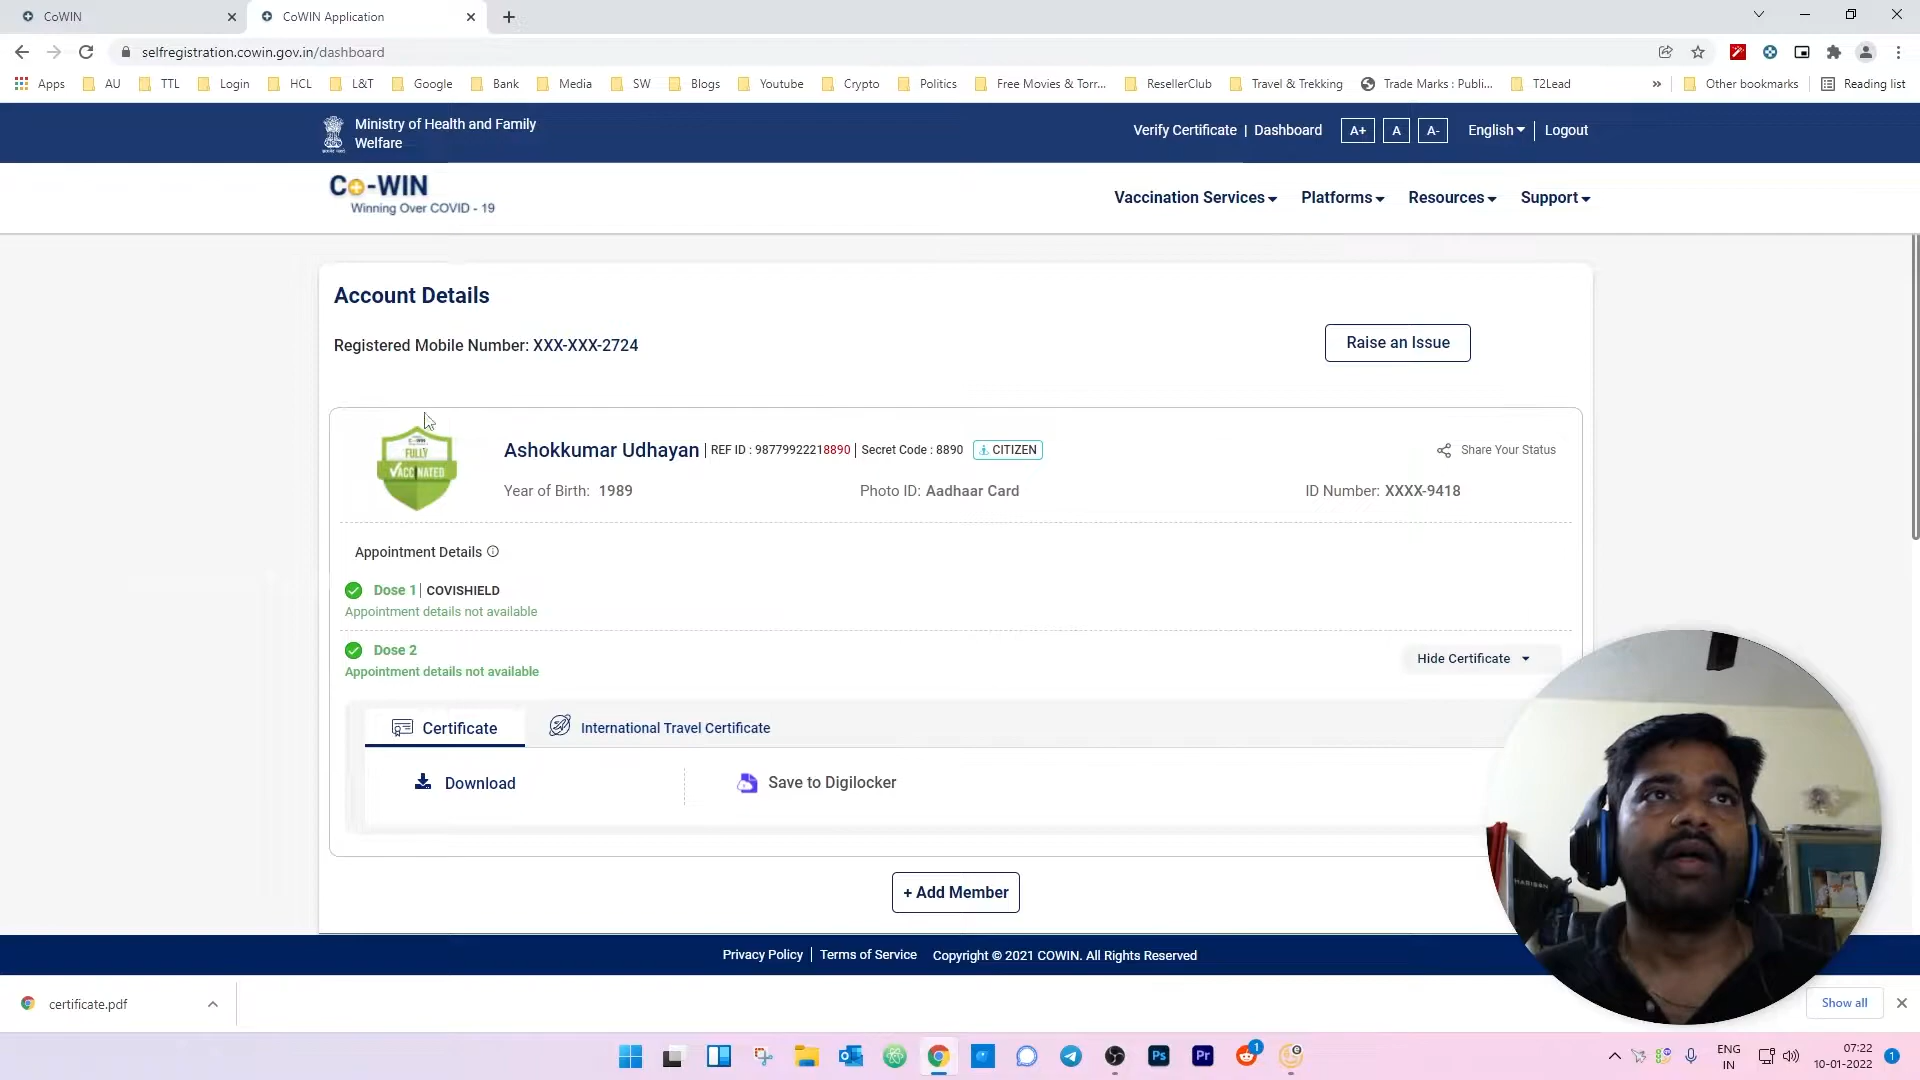 CoWIN
CoWIN Application
selfregistration.cowin.gov.in/dashboard
Apps AU TTL Login HCL L&T Google Bank Media SW Blogs Youtube Crypto Politics Free Movies & Torr... ResellerClub Travel & Trekking Trade Marks : Publi... T2Lead » Other bookmarks Reading list
Ministry of Health and Family
Welfare
Verify Certificate | Dashboard A+ A A- English Logout
Co-WIN
Winning Over COVID - 19
Vaccination Services Platforms Resources Support
Account Details
Registered Mobile Number: XXX-XXX-2724
Raise an Issue
FULLY
VACCINATED
Ashokkumar Udhayan | REF ID : 98779922218890 | Secret Code : 8890 CITIZEN
Share Your Status
Year of Birth: 1989 Photo ID: Aadhaar Card ID Number: XXXX-9418
Appointment Details
Dose 1 | COVISHIELD
Appointment details not available
Dose 2
Appointment details not available
Hide Certificate
Certificate International Travel Certificate
Download Save to Digilocker
+ Add Member
Privacy Policy | Terms of Service Copyright © 2021 COWIN. All Rights Reserved
certificate.pdf
Show all
Ps Pr 1
ENG
IN
07:22
10-01-2022
1